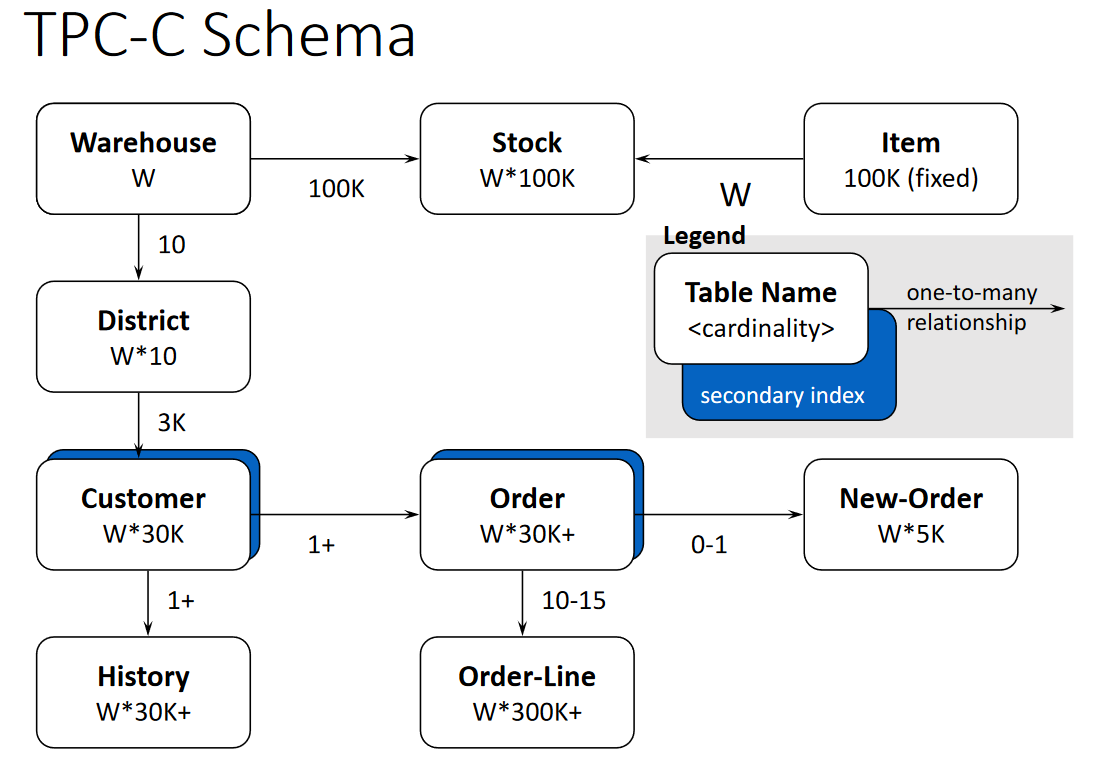 TPC-C Schema
Warehouse
W
100K
Stock
W*100K
W
Item
100K (fixed)
10
Legend
Table Name
<cardinality>
one-to-many
relationship
secondary index
District
W*10
3K
Customer
W*30K
1+
Order
W*30K+
0-1
New-Order
W*5K
1+
10-15
History
W*30K+
Order-Line
W*300K+